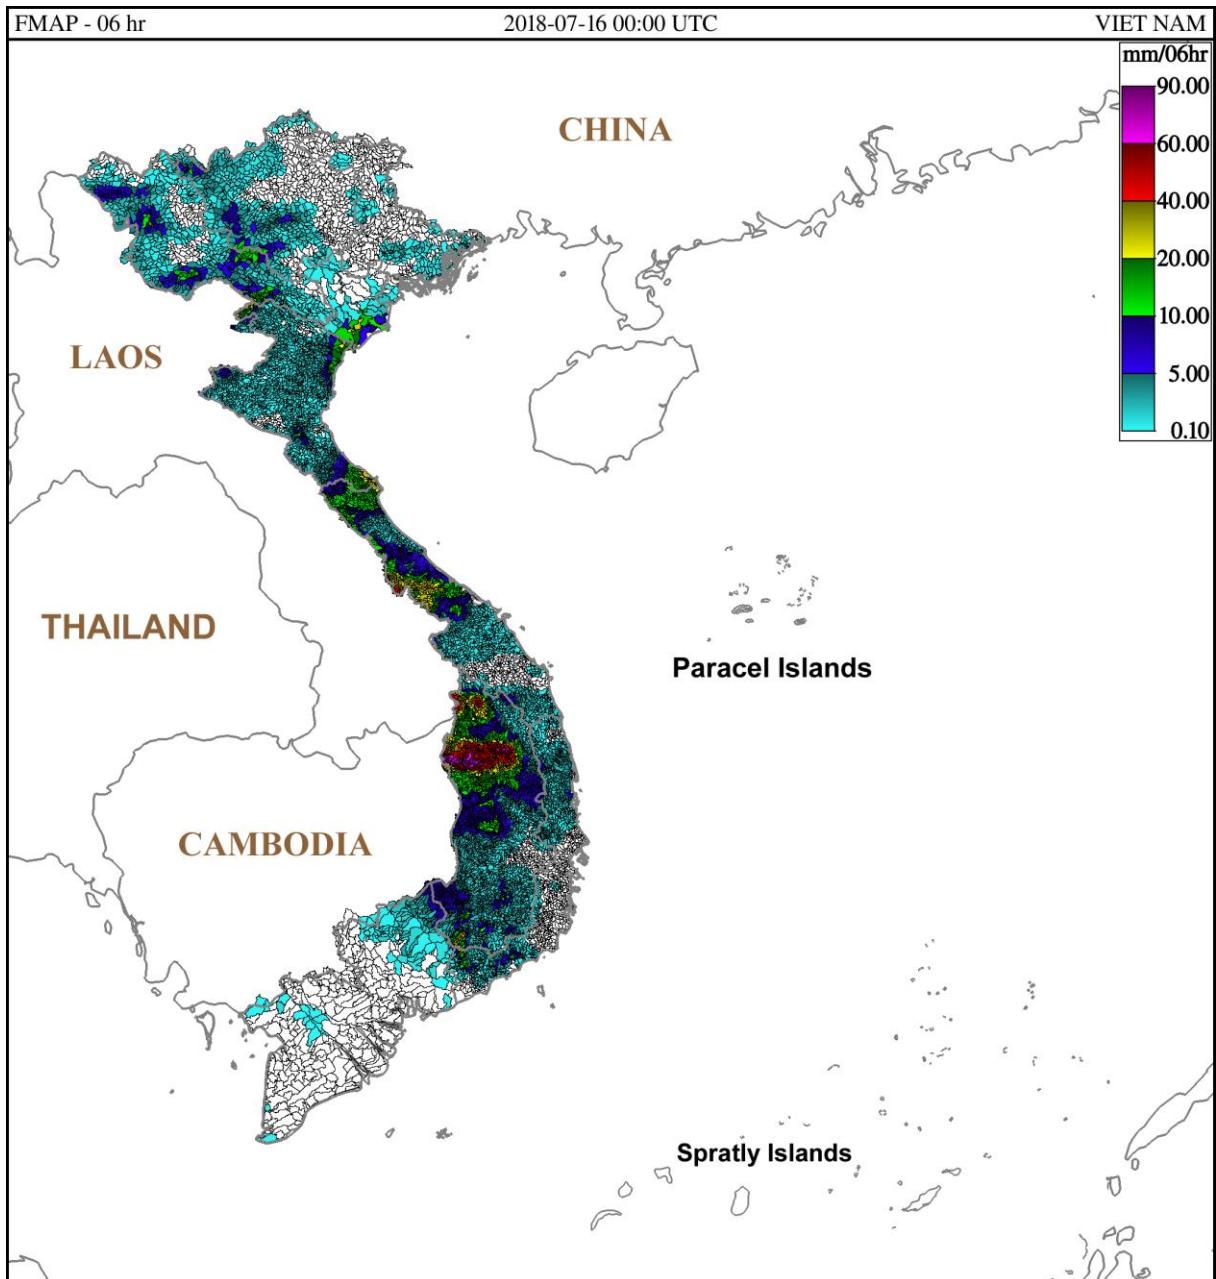 FMAP - 06 hr 2018-07-16 00:00 UTC VIET NAM
mm/06hr
90.00
60.00
40.00
20.00
10.00
5.00
0.10
CHINA
LAOS
THAILAND
Paracel Islands
CAMBODIA
Spratly Islands